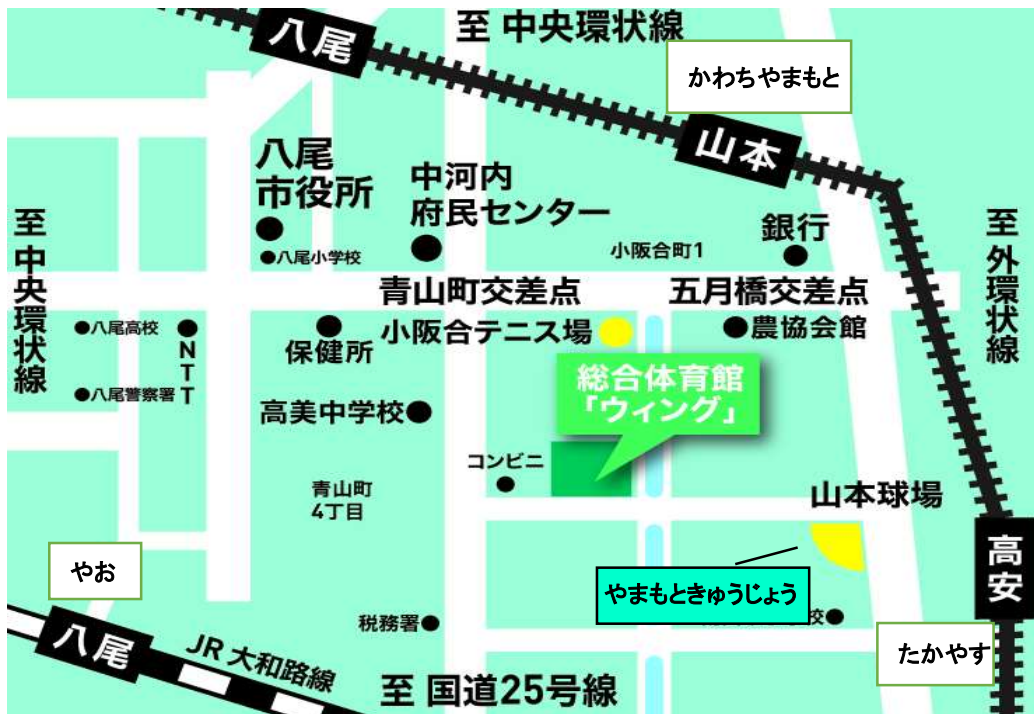 八尾
至 中央環状線
かわちやまもと
山本
八尾
市役所
中河内
府民センター
八尾小学校
小阪合町1
銀行
至 中央環状線
至 外環状線
青山町交差点
五月橋交差点
八尾高校
NTT
保健所
小阪合テニス場
農協会館
八尾警察署
総合体育館
「ウィング」
高美中学校
コンビニ
青山町
4丁目
山本球場
高安
やお
やまもときゅうじょう
税務署
校
たかやす
八尾
JR 大和路線
至 国道25号線